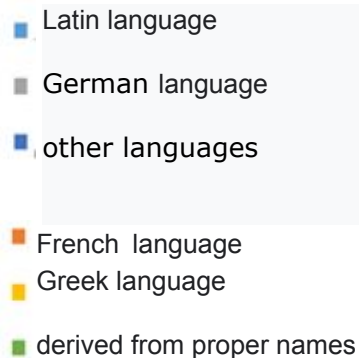 Latin language
German language
other languages
French language
Greek language
derived from proper names